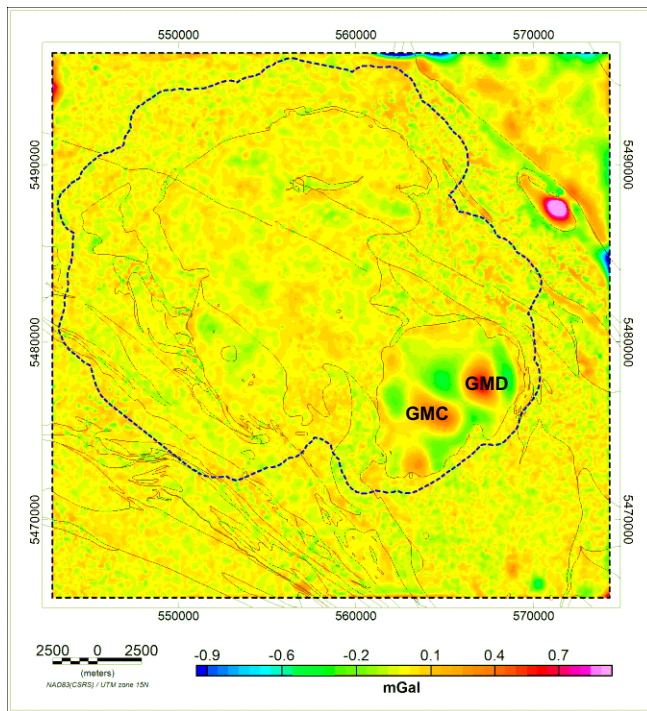 550000 560000 570000
5490000 5490000
5480000 5480000
GMD
GMC
5470000 5470000
550000 560000 570000
2500 0 2500
(meters)
NAD83(CSRS) / UTM zone 15N
-0.9 -0.6 -0.2 0.1 0.4 0.7
mGal